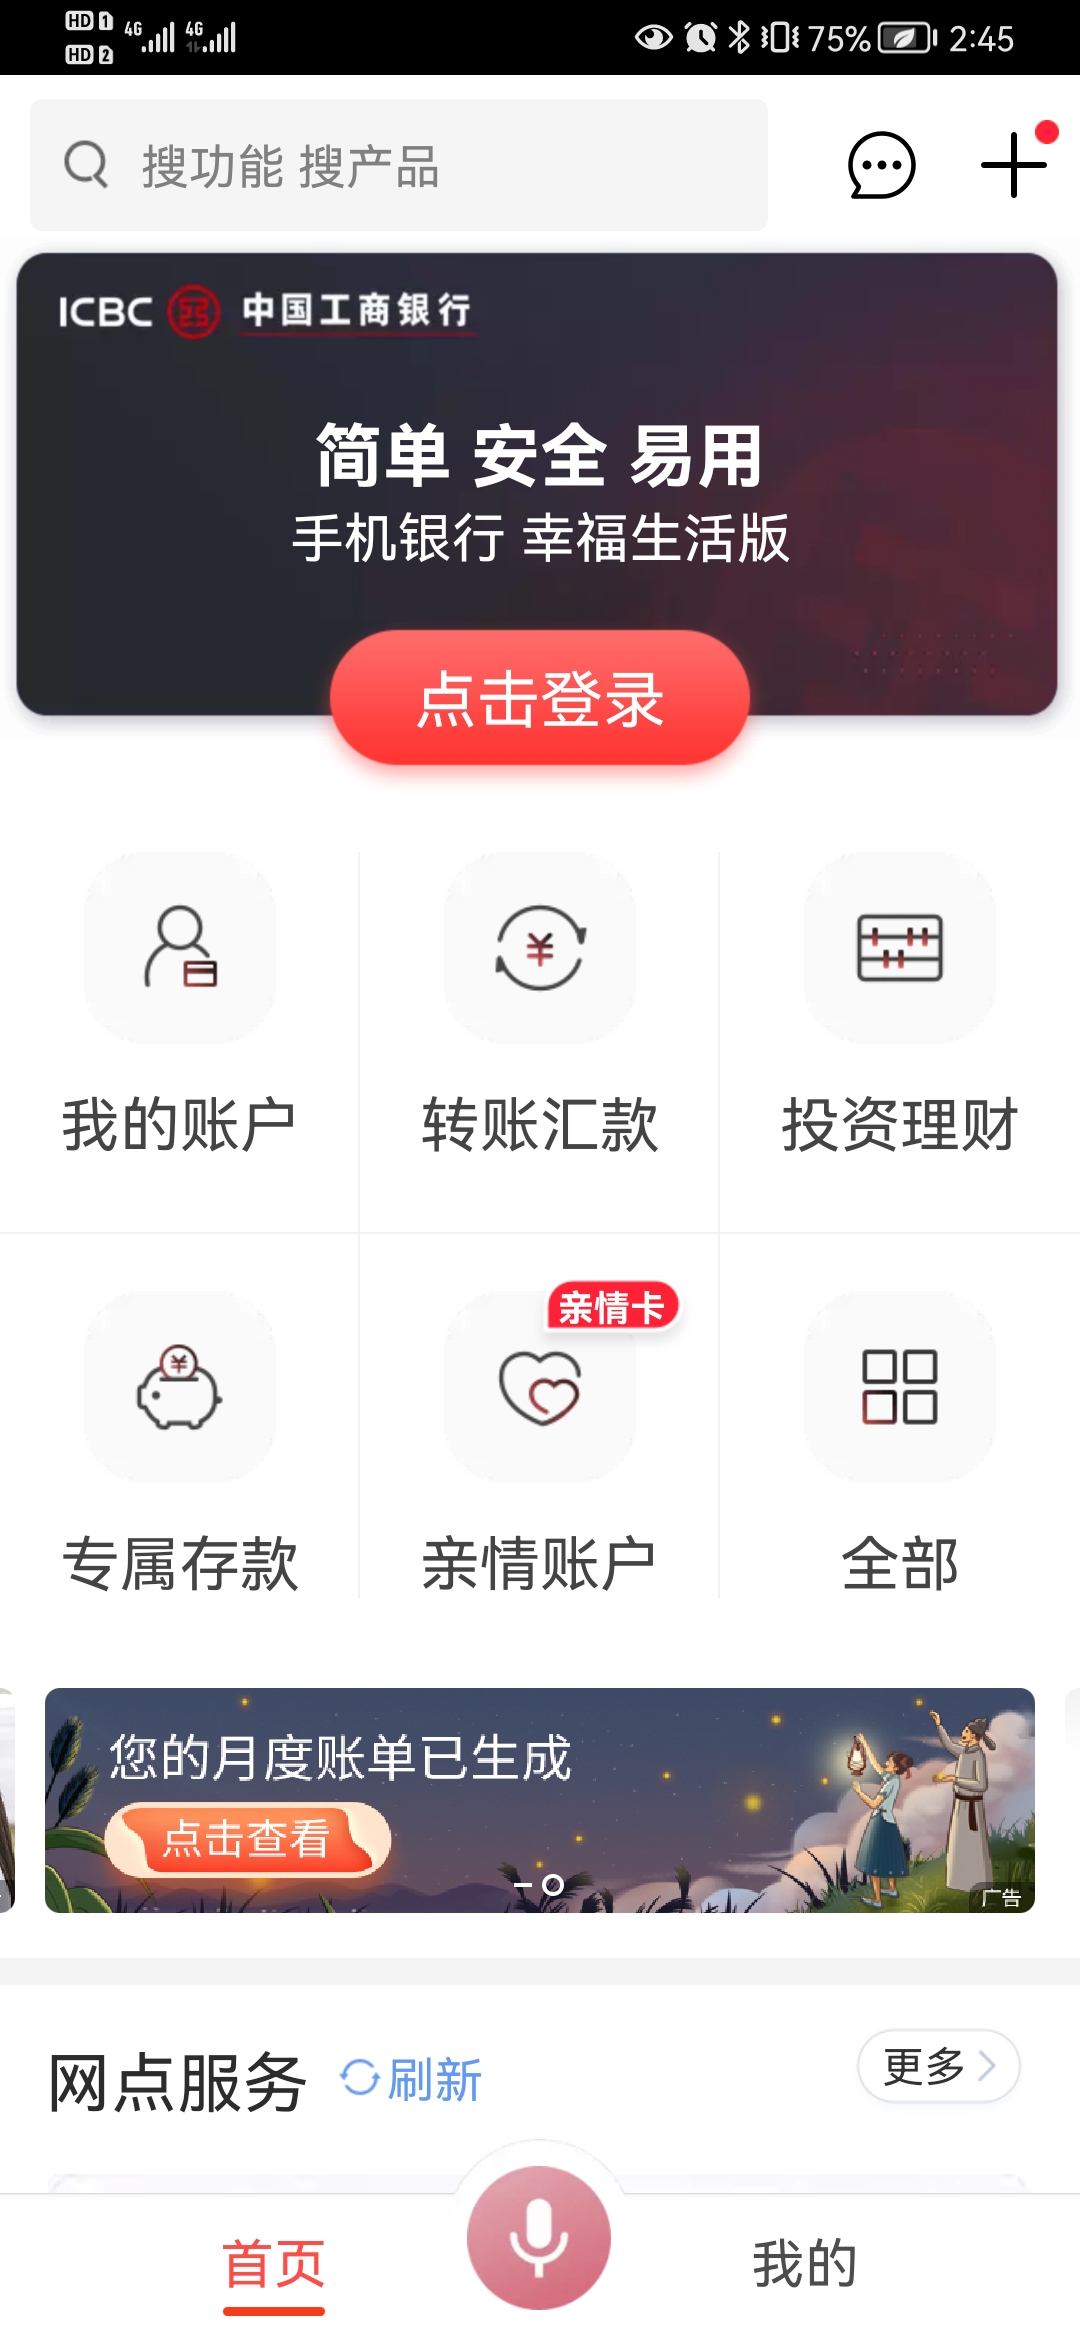 HD 1 4G 4G
HD 2
75% 2:45
搜功能 搜产品
ICBC 中国工商银行
简单 安全 易用
手机银行 幸福生活版
点击登录
我的账户 转账汇款 投资理财
亲情卡
专属存款 亲情账户 全部
您的月度账单已生成
点击查看
广告
网点服务 刷新 更多
首页 我的